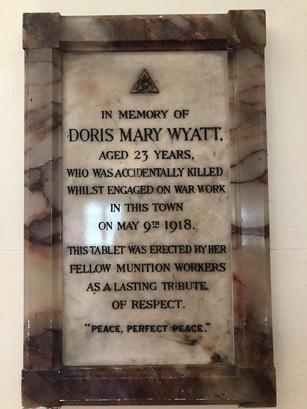 IN MEMORY OF
DORIS MARY WYATT,
AGED 23 YEARS,
WHO WAS ACCIDENTALLY KILLED
WHILST ENGAGED ON WAR WORK
IN THIS TOWN
ON MAY 9TH 1918.
THIS TABLET WAS ERECTED BY HER
FELLOW MUNITION WORKERS
AS A LASTING TRIBUTE
OF RESPECT.
"PEACE, PERFECT PEACE."